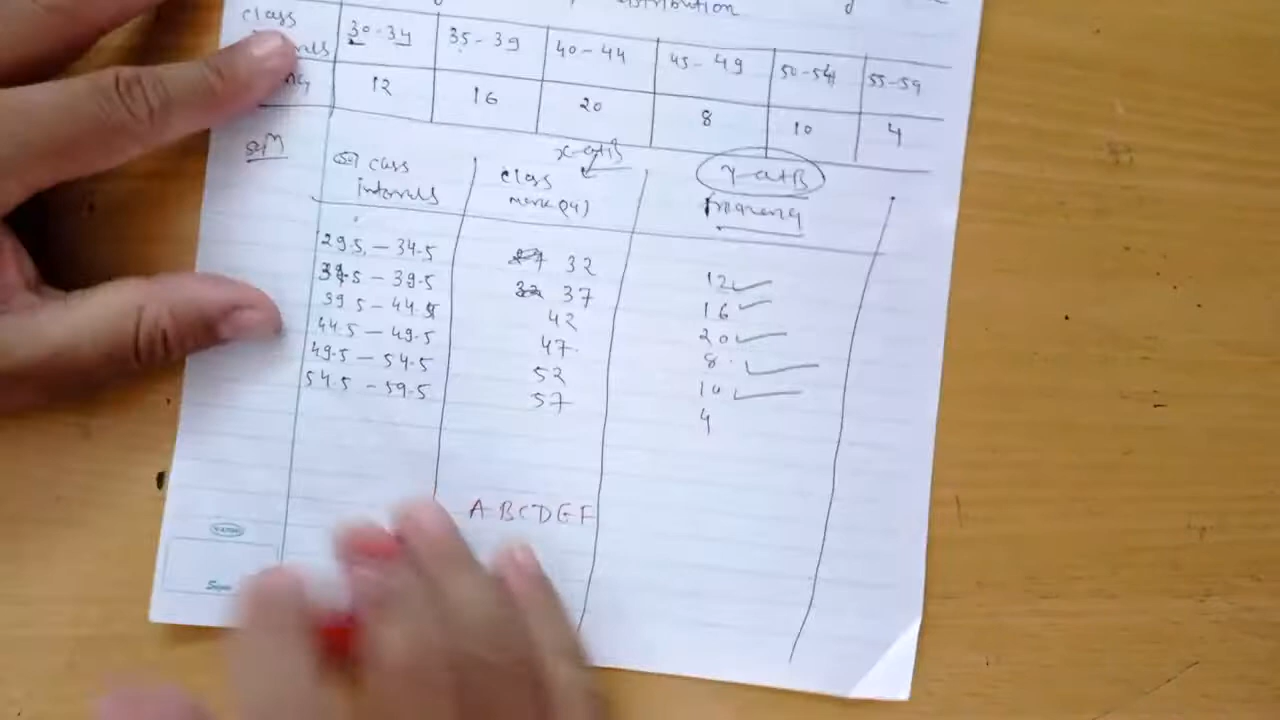 distribution
class 30-34 35-39 40-44 45-49 50-54 55-59
12 16 20 8 10 4
class intervals class mark(x) x-axis y-axis frequency
29.5 - 34.5 32 12
34.5 - 39.5 37 16
39.5 - 44.5 42 20
44.5 - 49.5 47 8
49.5 - 54.5 52 10
54.5 - 59.5 57 4
A B C D E F